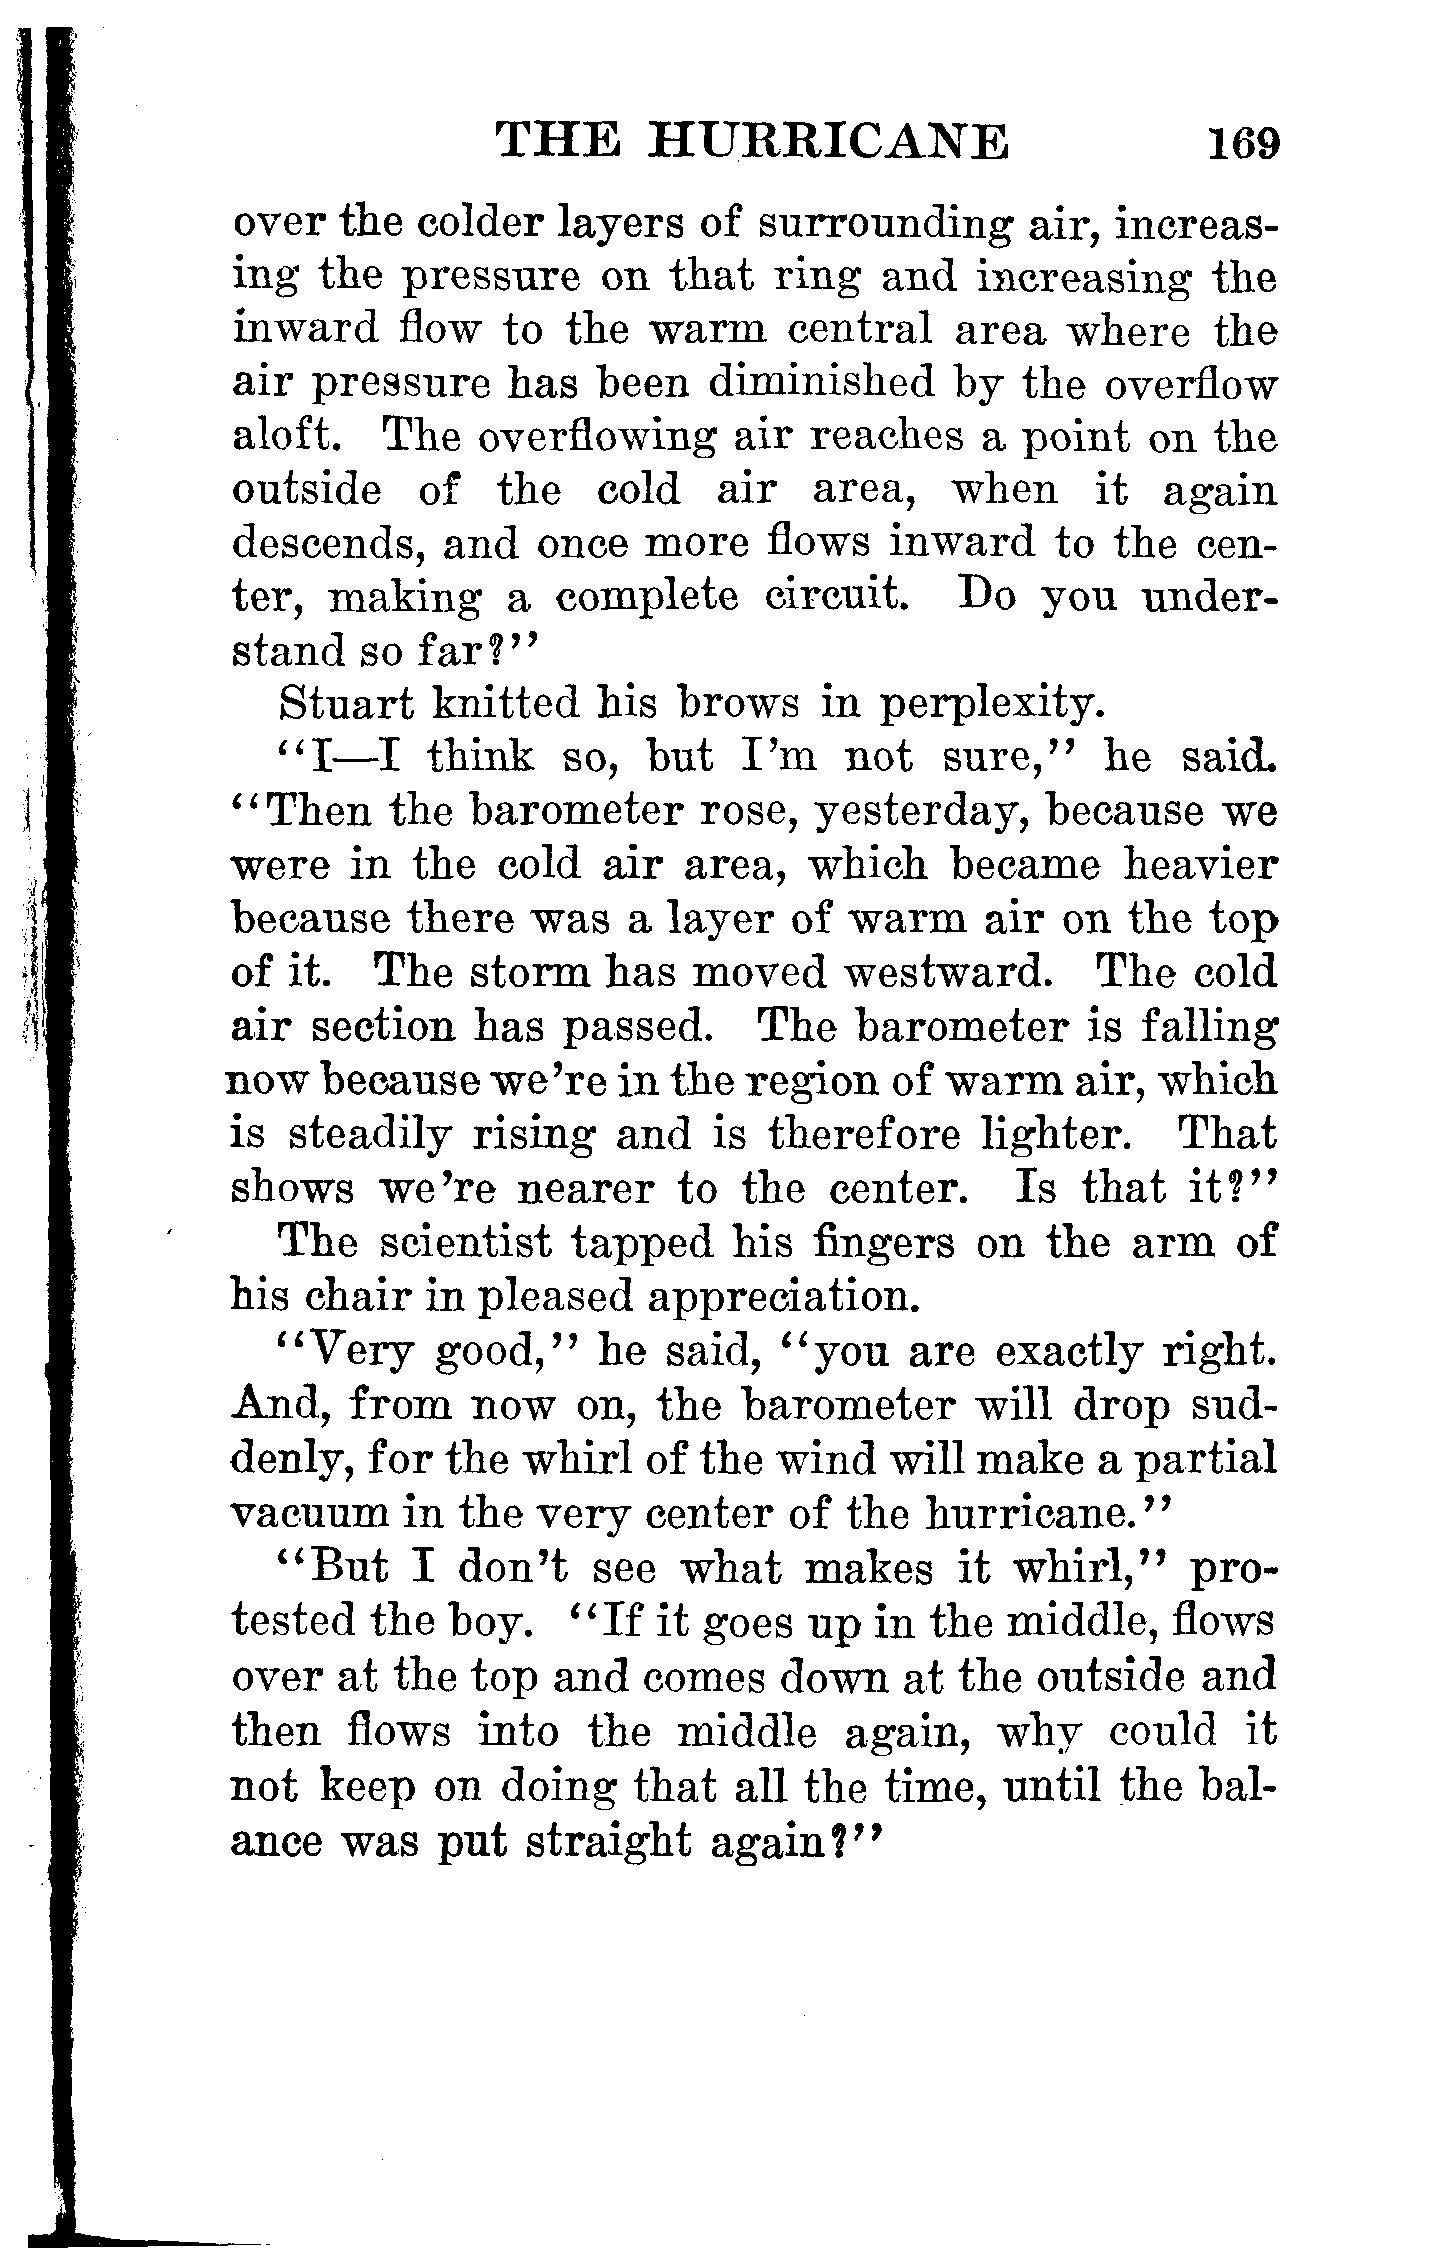 THE HURRICANE 169
over the colder layers of surrounding air, increas-
ing the pressure on that ring and increasing the
inward flow to the warm central area where the
air pressure has been diminished by the overflow
aloft. The overflowing air reaches a point on the
outside of the cold air area, when it again
descends, and once more flows inward to the cen-
ter, making a complete circuit. Do you under-
stand so far?"
Stuart knitted his brows in perplexity.
"I—I think so, but I'm not sure," he said.
"Then the barometer rose, yesterday, because we
were in the cold air area, which became heavier
because there was a layer of warm air on the top
of it. The storm has moved westward. The cold
air section has passed. The barometer is falling
now because we're in the region of warm air, which
is steadily rising and is therefore lighter. That
shows we're nearer to the center. Is that it?"
The scientist tapped his fingers on the arm of
his chair in pleased appreciation.
"Very good," he said, "you are exactly right.
And, from now on, the barometer will drop sud-
denly, for the whirl of the wind will make a partial
vacuum in the very center of the hurricane."
"But I don't see what makes it whirl," pro-
tested the boy. "If it goes up in the middle, flows
over at the top and comes down at the outside and
then flows into the middle again, why could it
not keep on doing that all the time, until the bal-
ance was put straight again?"